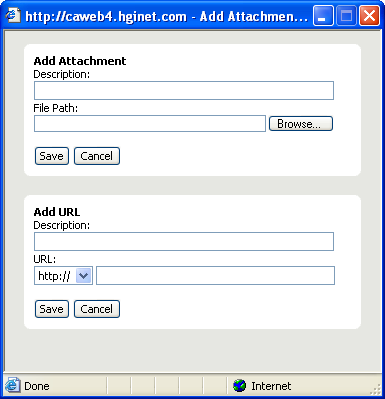 http://caweb4.hginet.com - Add Attachmen...
Add Attachment
Description:
File Path:
Browse...
Save Cancel
Add URL
Description:
URL:
http://
Save Cancel
Done Internet